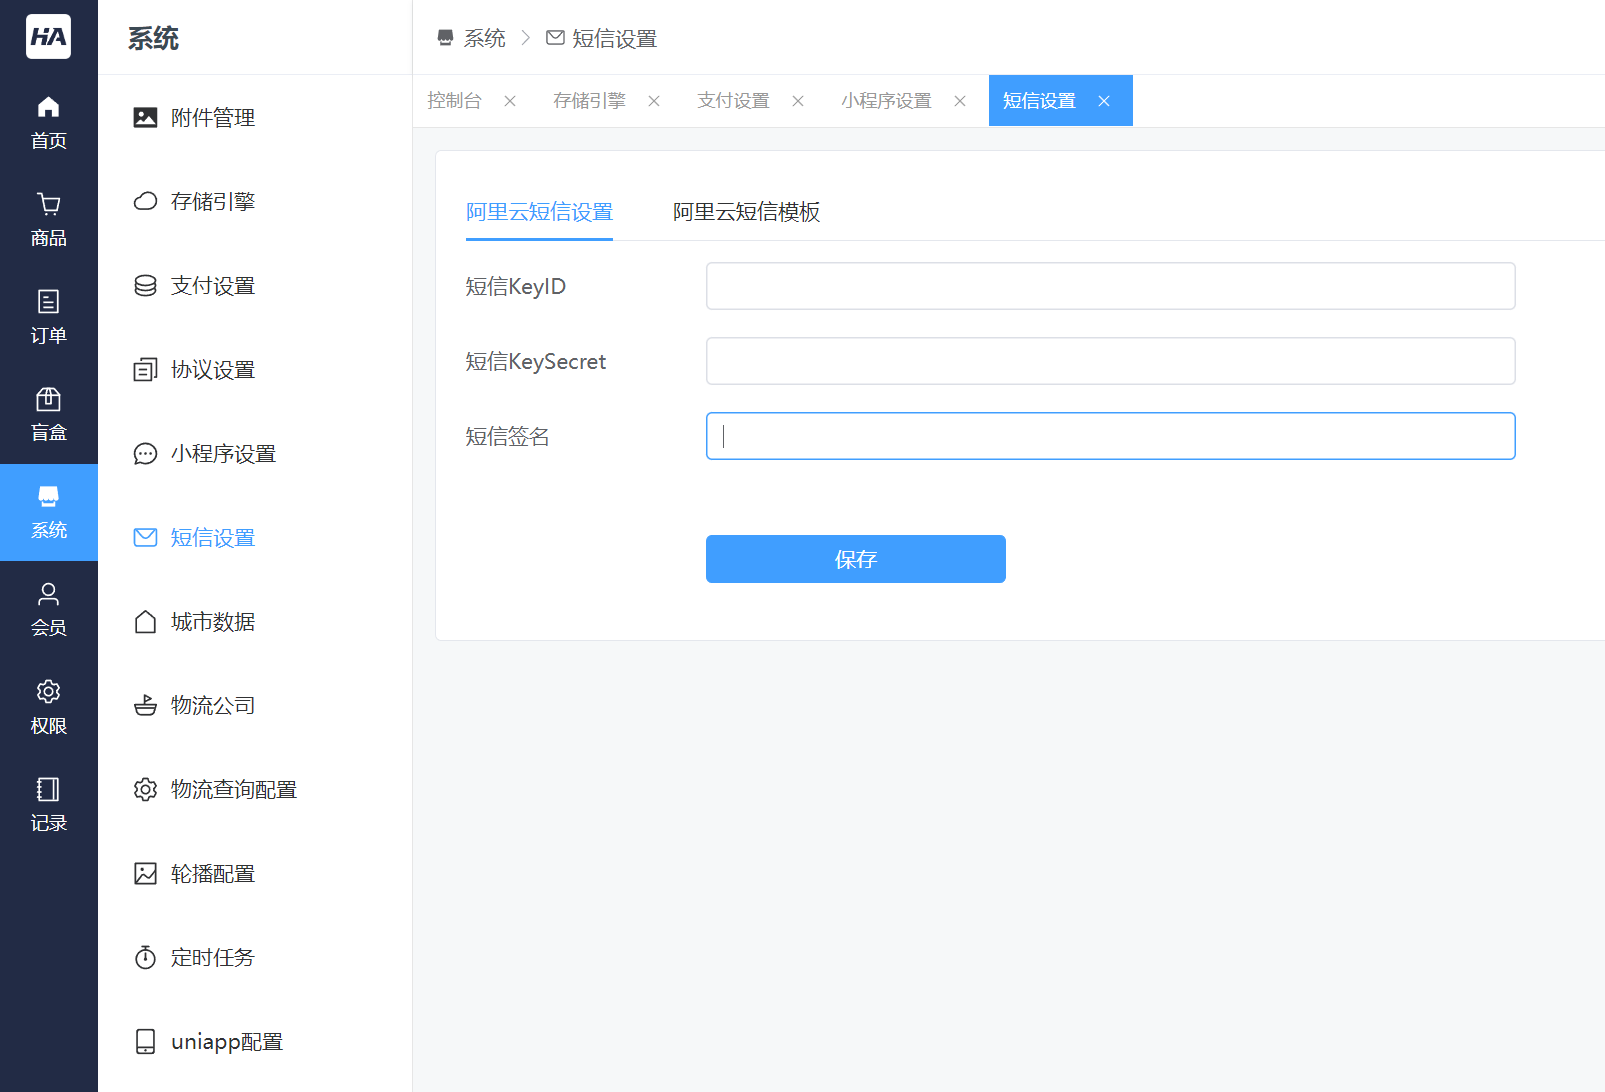 HA
首页
商品
订单
盲盒
系统
会员
权限
记录
系统
附件管理
存储引擎
支付设置
协议设置
小程序设置
短信设置
城市数据
物流公司
物流查询配置
轮播配置
定时任务
uniapp配置
系统 > 短信设置
控制台 × 存储引擎 × 支付设置 × 小程序设置 × 短信设置 ×
阿里云短信设置 阿里云短信模板
短信KeyID
短信KeySecret
短信签名
保存